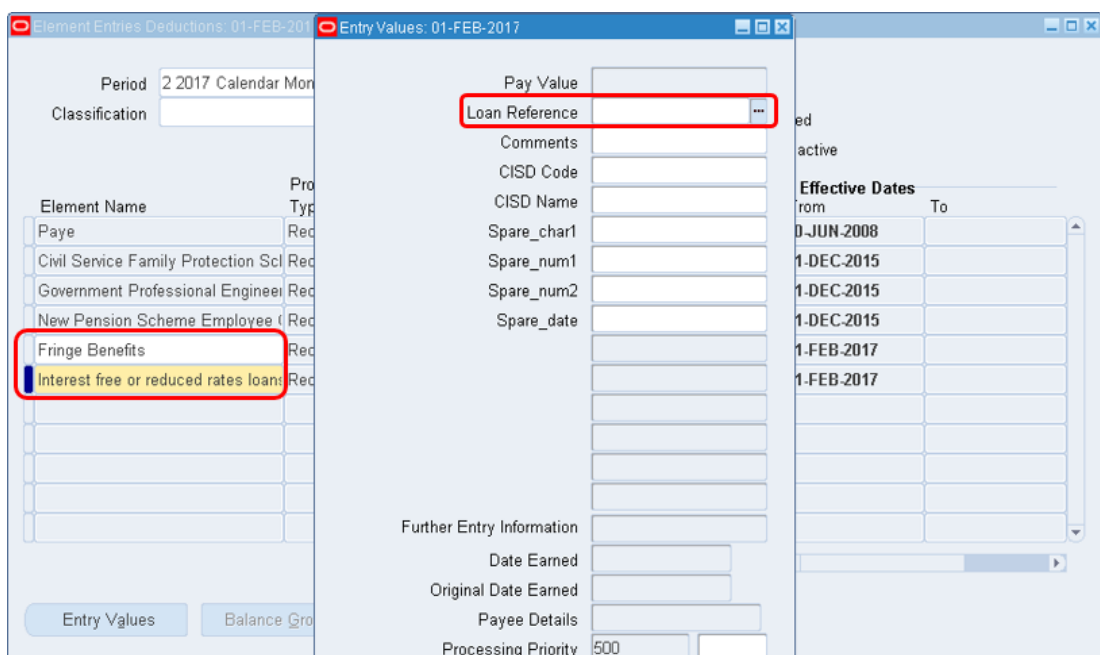 Element Entries Deductions: 01-FEB-201
Entry Values: 01-FEB-2017
Period 2 2017 Calendar Mon
Classification
Pay Value
Loan Reference ...
Comments
CISD Code
CISD Name
Spare_char1
Spare_num1
Spare_num2
Spare_date
Further Entry Information
Date Earned
Original Date Earned
Payee Details
Processing Priority 500
ed
active
Effective Dates
Pro
Element Name Typ rom To
Paye Rec 0-JUN-2008
Civil Service Family Protection Scl Rec 1-DEC-2015
Government Professional Engineer Rec 1-DEC-2015
New Pension Scheme Employee ( Rec 1-DEC-2015
Fringe Benefits Rec 1-FEB-2017
Interest free or reduced rates loans Rec 1-FEB-2017
Entry Values Balance Gro